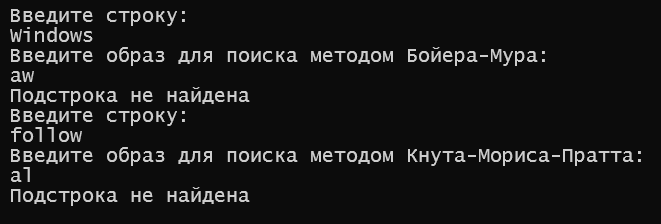 Введите строку:
Windows
Введите образ для поиска методом Бойера-Мура:
aw
Подстрока не найдена
Введите строку:
follow
Введите образ для поиска методом Кнута-Мориса-Пратта:
al
Подстрока не найдена